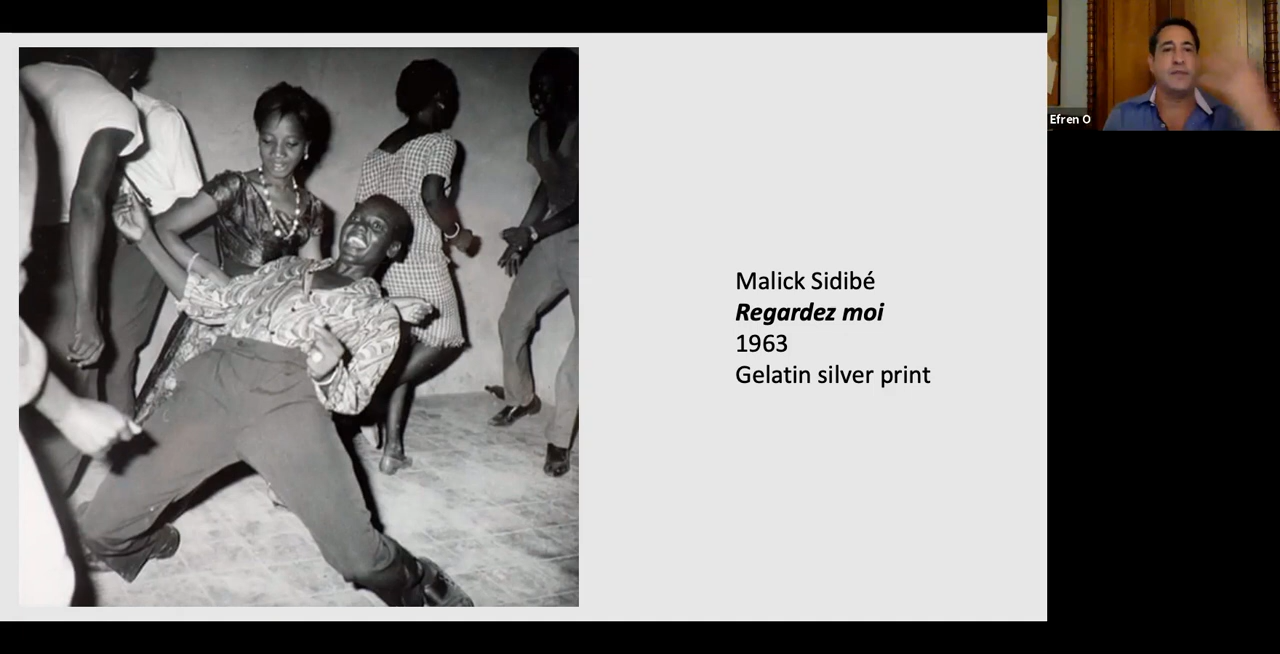 Malick Sidibé
Regardez moi
1963
Gelatin silver print
Efren O